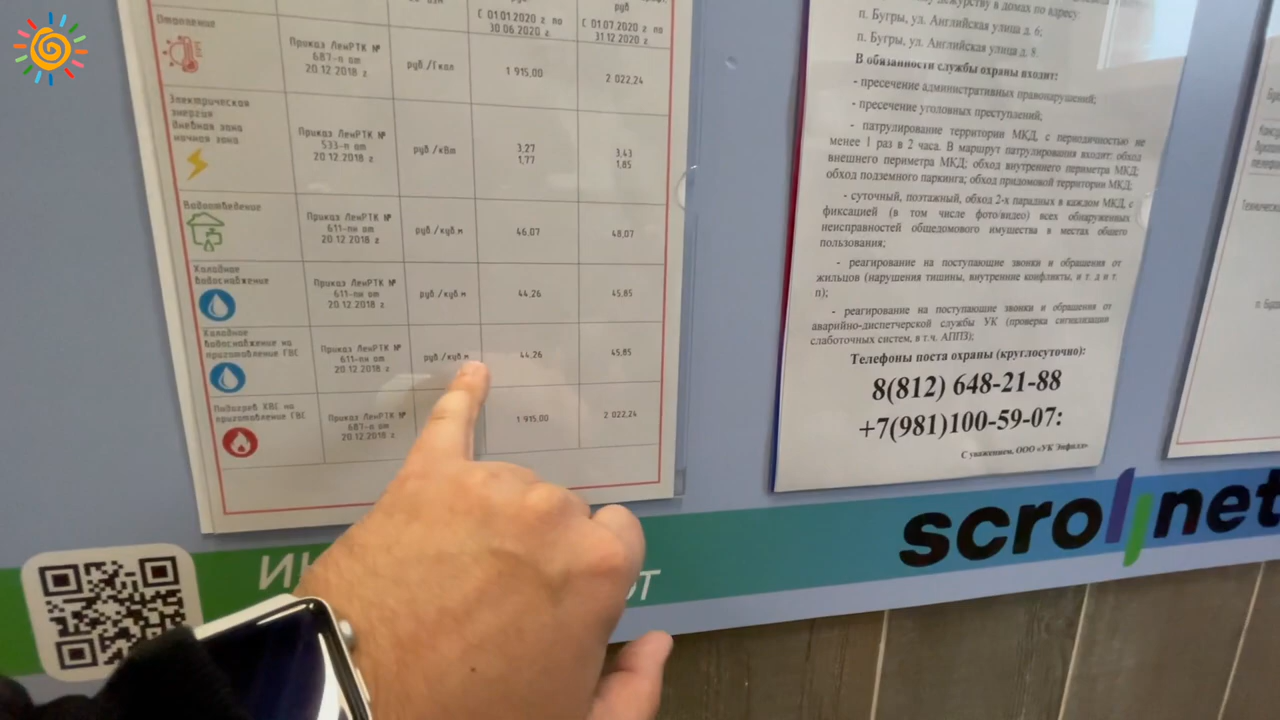 руб
С 01.01.2020 г по
30.06.2020г.
С 01.07.2020 г по
31.12.2020 г
Отопление
Приказ ЛенРТК №
687-п от
20.12.2018 г.
руб./Гкал
1 915,00
2 022,24
Электрическая
энергия
Дневная зона
ночная зона
Приказ ЛенРТК №
533-п от
20.12.2018 г.
руб./кВт
3,27
1,77
3,43
1,85
Водоотведение
Приказ ЛенРТК №
611-пн от
20.12.2018 г
руб./куб.м
46,07
48,07
Холодное
водоснабжение
Приказ ЛенРТК №
611-пн от
20.12.2018 г
руб./куб.м
44,26
45,85
Холодное
водоснабжение на
приготовление ГВС
Приказ ЛенРТК №
611-пн от
20.12.2018 г
руб./куб.м
44,26
45,85
Подогрев ХВС на
приготовление ГВС
Приказ ЛенРТК №
687-п от
20.12.2018 г
1 915,00
2 022,24
дежурству в домах по адресу:
п. Бугры, ул. Английская улица д. 6;
п. Бугры, ул. Английская улица д. 8.
В обязанности службы охраны входит:
- пресечение административных правонарушений;
- пресечение уголовных преступлений;
- патрулирование территории МКД, с периодичностью не
менее 1 раз в 2 часа. В маршрут патрулирования входит: обход
внешнего периметра МКД; обход внутреннего периметра МКД;
обход подземного паркинга; обход придомовой территории МКД;
- суточный, поэтажный, обход 2-х парадных в каждом МКД, с
фиксацией (в том числе фото/видео) всех обнаруженных
неисправностей общедомового имущества в местах общего
пользования;
- реагирование на поступающие звонки и обращения от
жильцов (нарушения тишины, внутренние конфликты, и т. д и т.
п);
- реагирование на поступающие звонки и обращения от
аварийно-диспетчерской службы УК (проверка сигнализации
слаботочных систем, в т.ч. АППЗ);
Телефоны поста охраны (круглосуточно):
8(812) 648-21-88
+7(981)100-59-07:
С уважением, ООО «УК Энфилд»
scrollnet